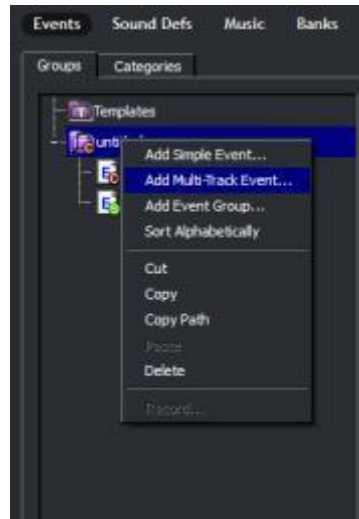 Events Sound Defs Music Banks
Groups Categories
Templates
Add Simple Event...
Add Multi-Track Event...
Add Event Group...
Sort Alphabetically
Cut
Copy
Copy Path
Paste
Delete
Discard...